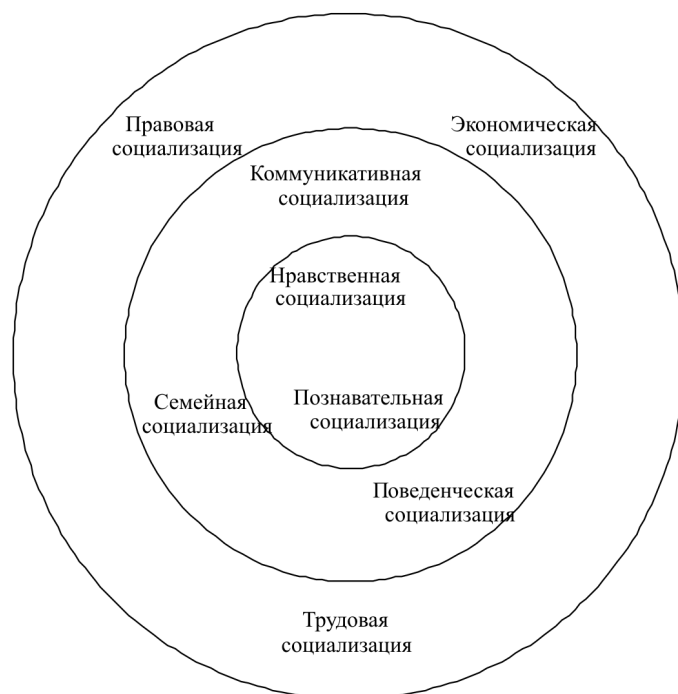 Правовая
социализация
Экономическая
социализация
Коммуникативная
социализация
Нравственная
социализация
Познавательная
социализация
Семейная
социализация
Поведенческая
социализация
Трудовая
социализация